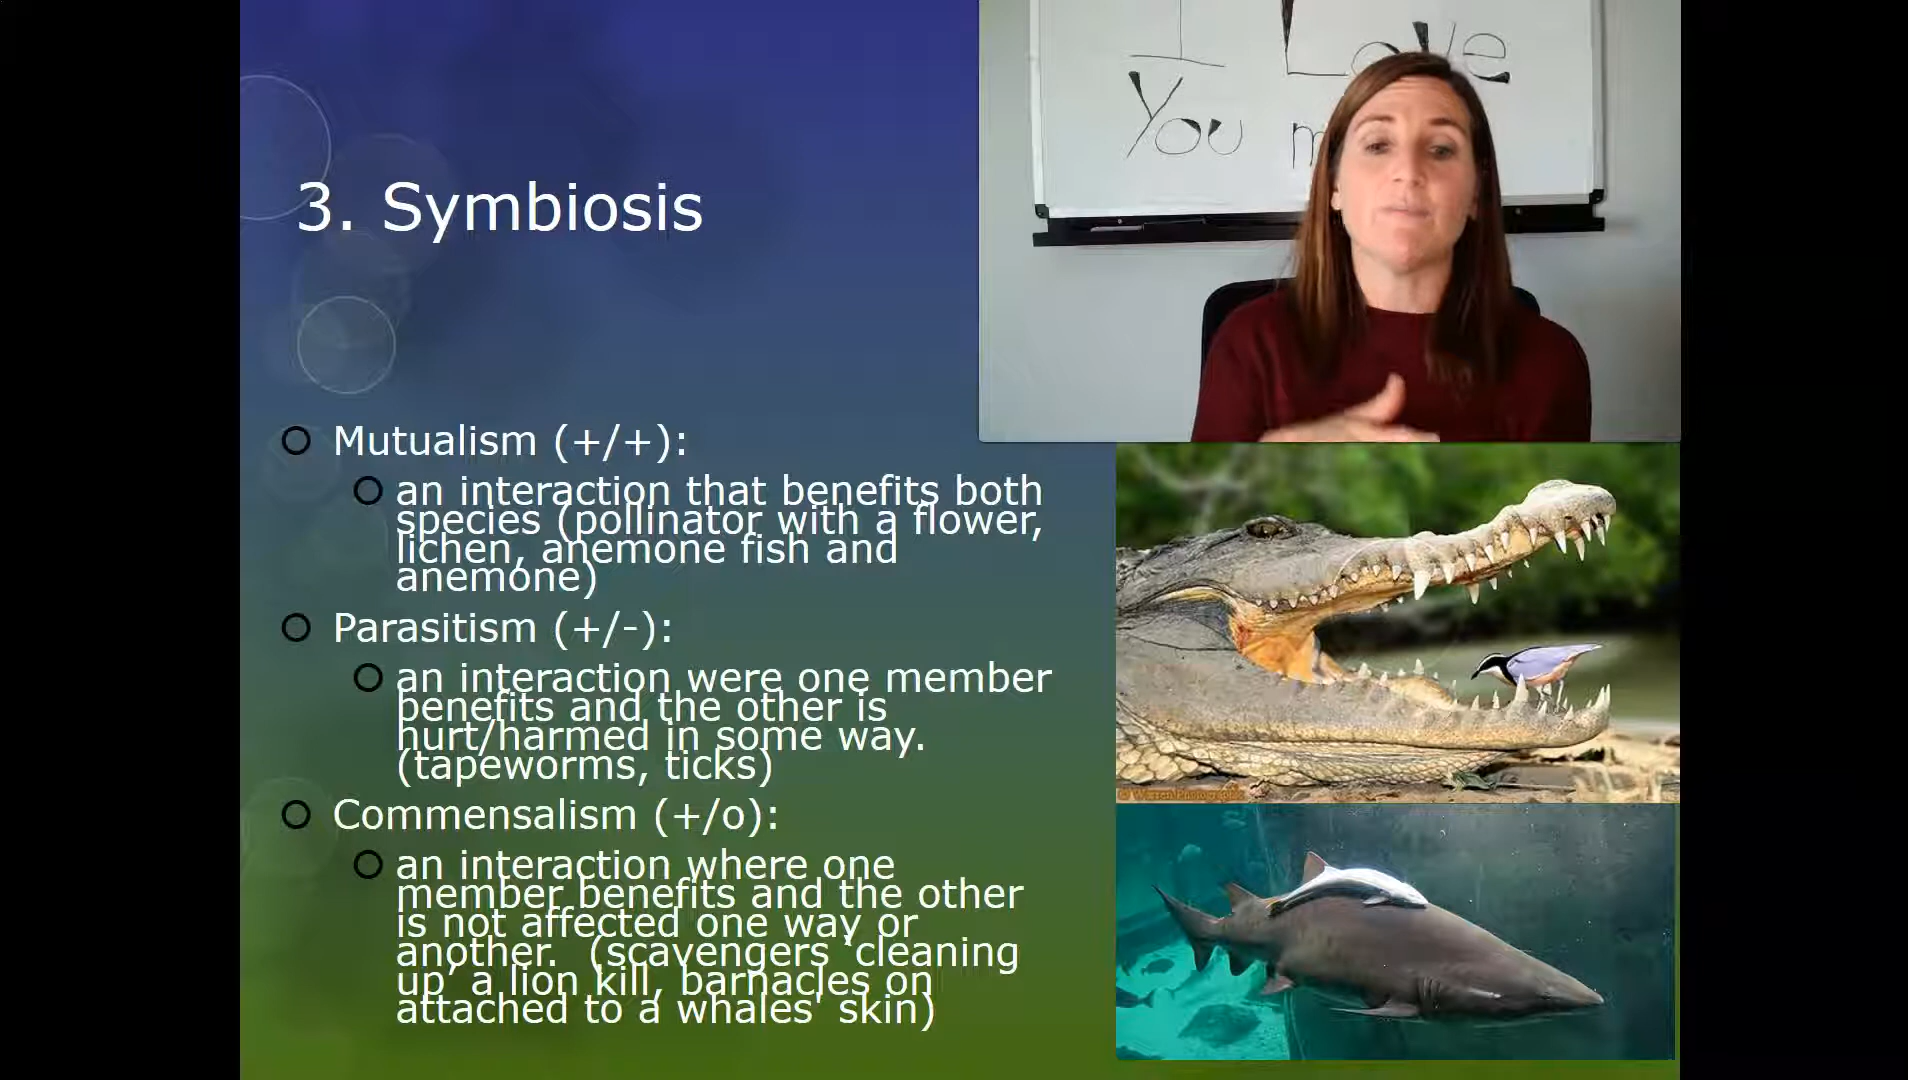 3. Symbiosis
Mutualism (+/+):
an interaction that benefits both
species (pollinator with a flower,
lichen, anemone fish and
anemone)
Parasitism (+/-):
an interaction were one member
benefits and the other is
hurt/harmed in some way.
(tapeworms, ticks)
Commensalism (+/o):
an interaction where one
member benefits and the other
is not affected one way or
another.  (scavengers ‘cleaning
up’ a lion kill, barnacles on
attached to a whales' skin)
I Love
You m